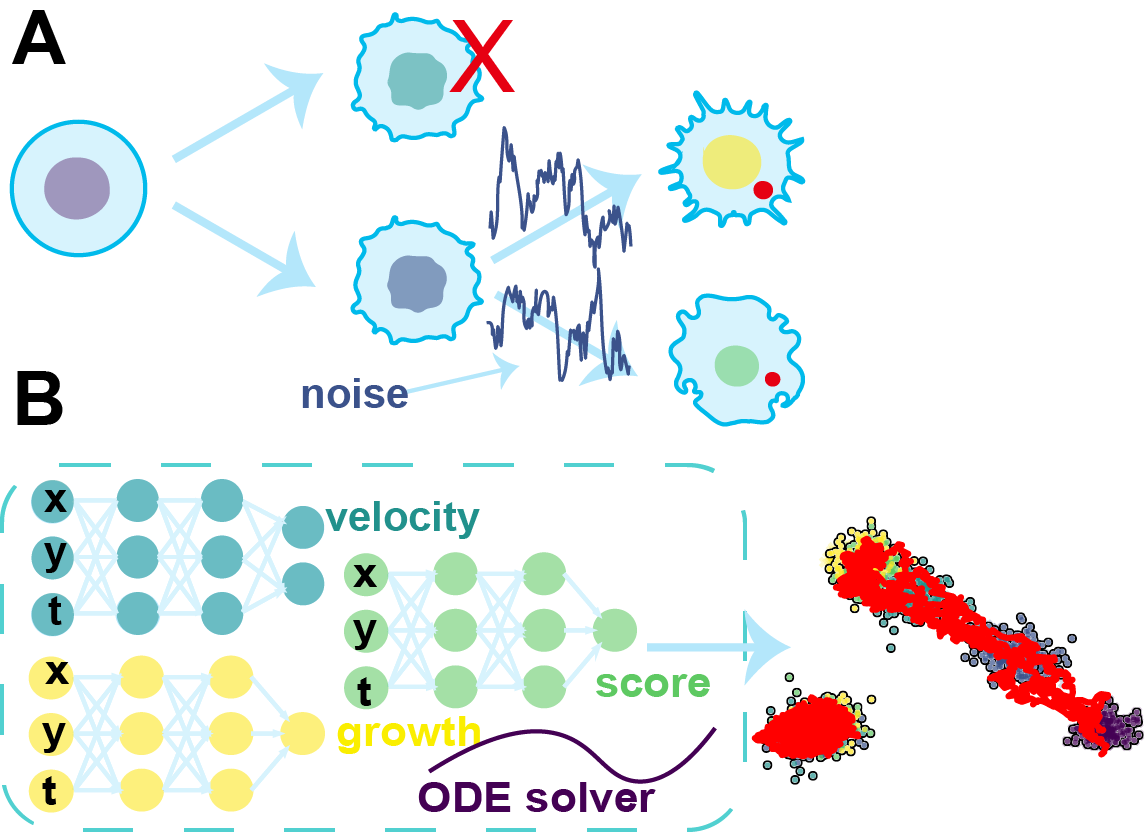 A
X
noise
B
x
y
t
velocity
x
y
t
score
x
y
t
growth
ODE solver